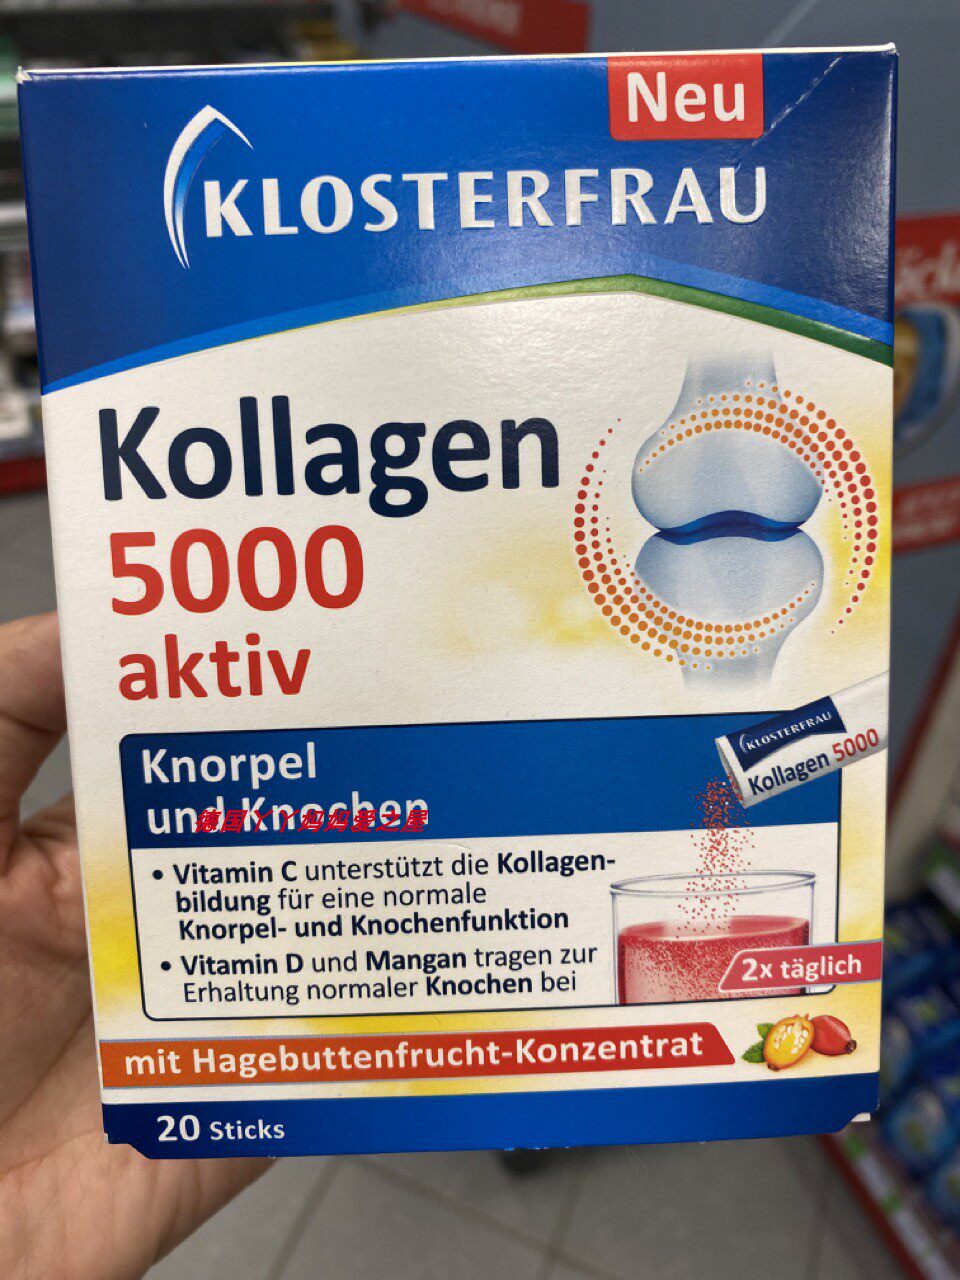 Neu
KLOSTERFRAU
Kollagen
5000
aktiv
KLOSTERFRAU
Kollagen 5000
Knorpel
und Knochen
德国丫丫妈妈爱之屋
• Vitamin C unterstützt die Kollagen-
bildung für eine normale
Knorpel- und Knochenfunktion
• Vitamin D und Mangan tragen zur
Erhaltung normaler Knochen bei
2x täglich
mit Hagebuttenfrucht-Konzentrat
20 Sticks